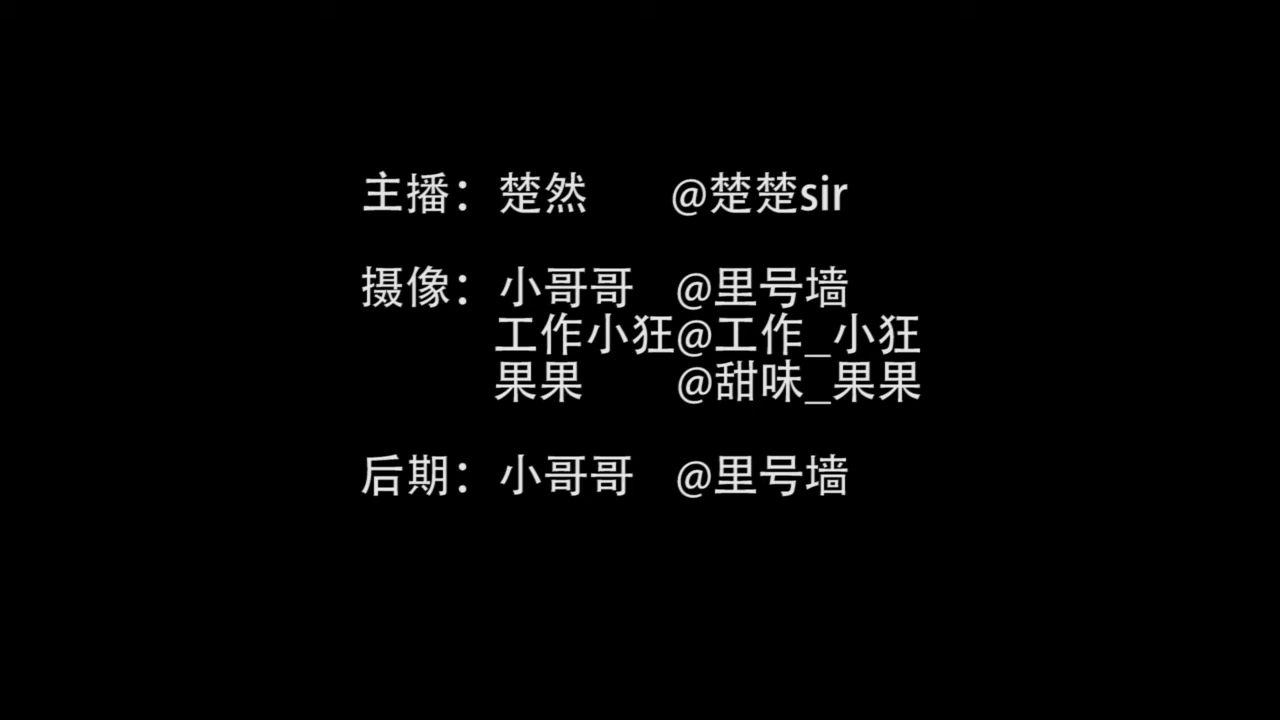 主播：楚然 @楚楚sir
摄像：小哥哥 @里号墙
工作小狂@工作_小狂
果果 @甜味_果果
后期：小哥哥 @里号墙